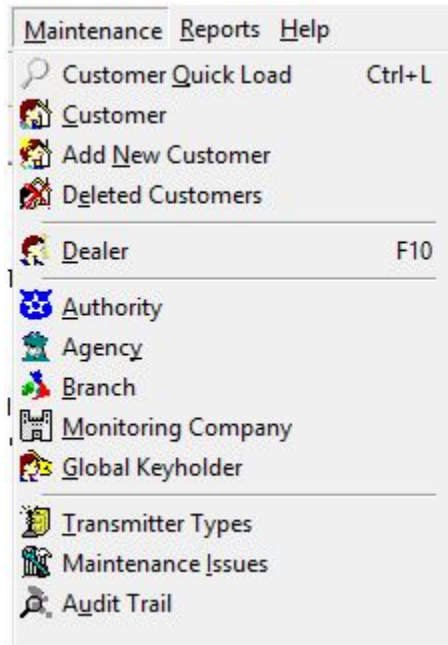 Maintenance Reports Help
Customer Quick Load Ctrl+L
Customer
Add New Customer
Deleted Customers
Dealer F10
Authority
Agency
Branch
Monitoring Company
Global Keyholder
Transmitter Types
Maintenance Issues
Audit Trail